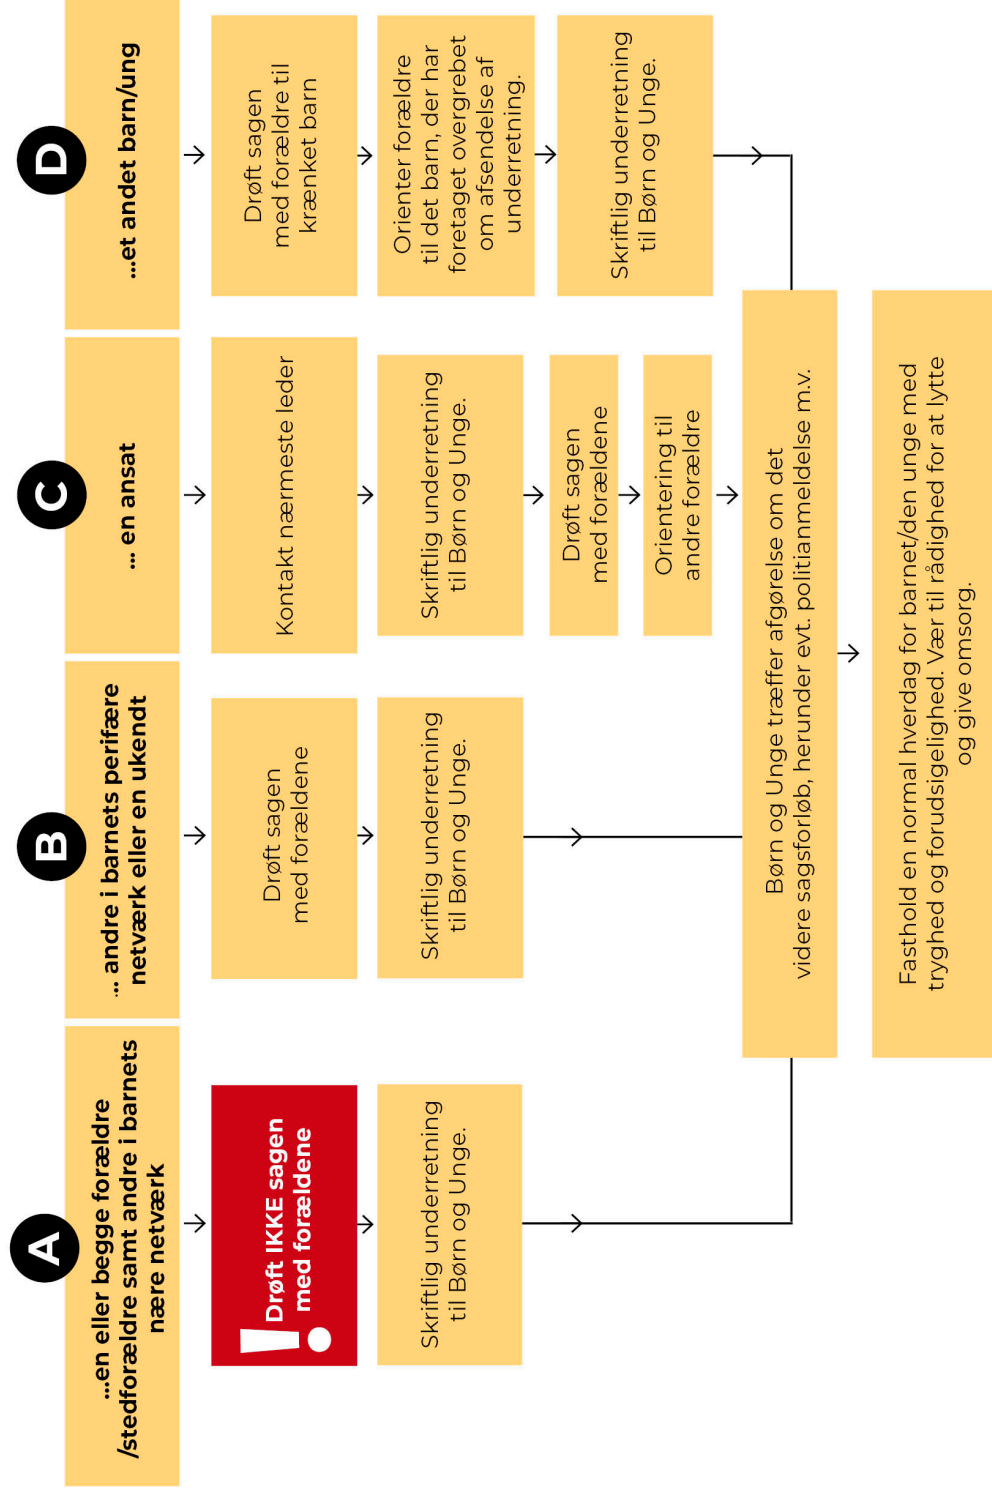 A
...en eller begge forældre
/stedforældre samt andre i barnets
nære netværk
! Drøft IKKE sagen
med forældene
Skriftlig underretning
til Børn og Unge.
B
... andre i barnets perifære
netværk eller en ukendt
Drøft sagen
med forældene
Skriftlig underretning
til Børn og Unge.
C
... en ansat
Kontakt nærmeste leder
Skriftlig underretning
til Børn og Unge.
Drøft sagen
med forældene
Orientering til
andre forældre
D
...et andet barn/ung
Drøft sagen
med forældre til
krænket barn
Orienter forældre
til det barn, der har
foretaget overgrebet
om afsendelse af
underretning.
Skriftlig underretning
til Børn og Unge.
Børn og Unge træffer afgørelse om det
videre sagsforløb, herunder evt. politianmeldelse m.v.
Fasthold en normal hverdag for barnet/den unge med
tryghed og forudsigelighed. Vær til rådighed for at lytte
og give omsorg.